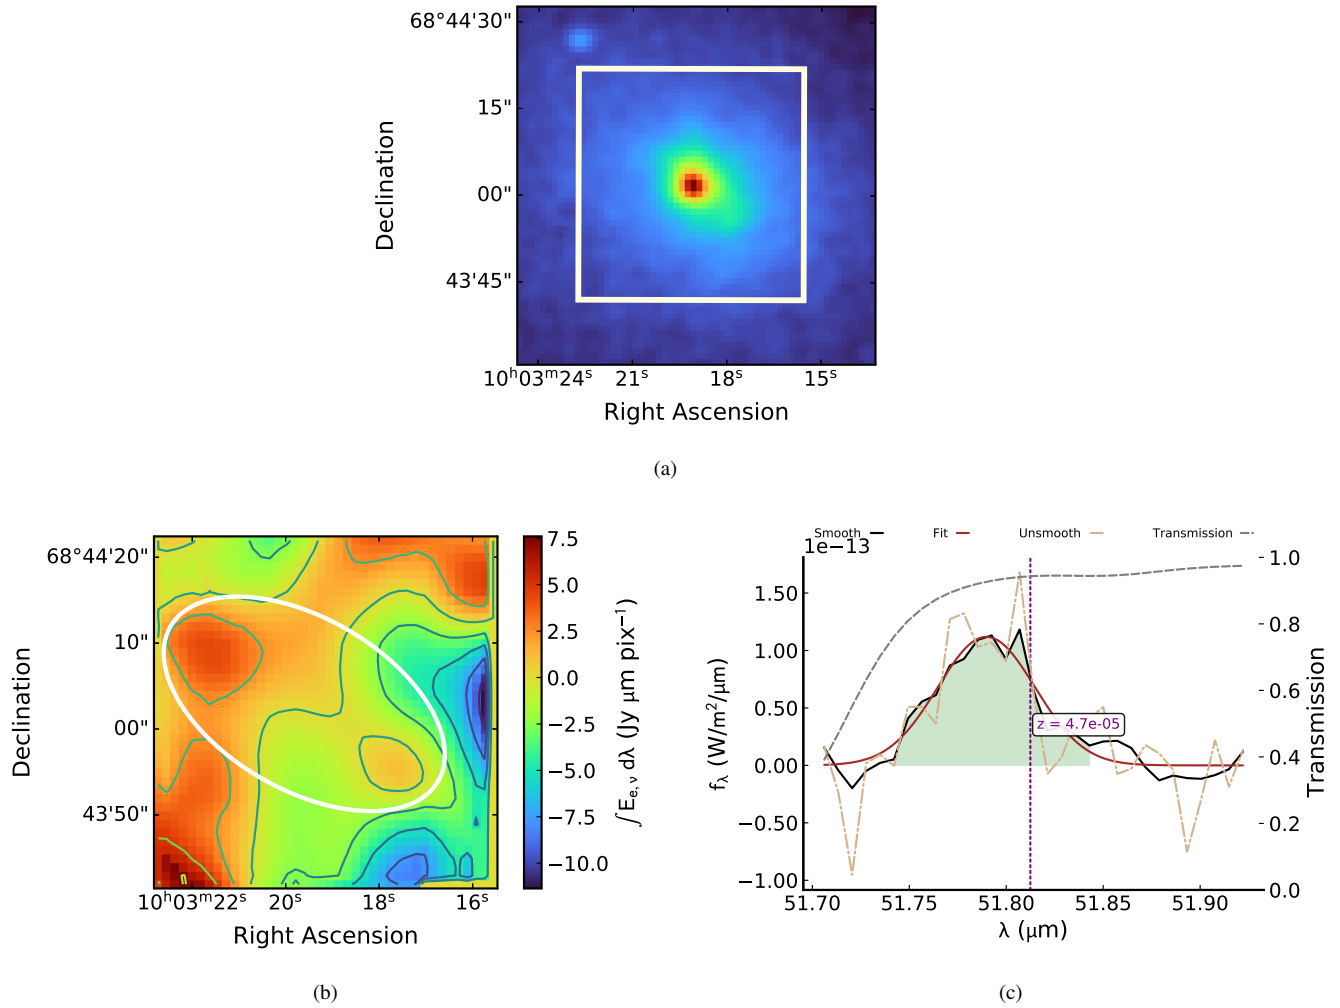 68°44'30"
15"
00"
43'45"
Declination
10ʰ03ᵐ24ˢ 21ˢ 18ˢ 15ˢ
Right Ascension
(a)
68°44'20"
10"
00"
43'50"
Declination
10ʰ03ᵐ22ˢ 20ˢ 18ˢ 16ˢ
Right Ascension
7.5
5.0
2.5
0.0
−2.5
−5.0
−7.5
−10.0
∫E_{e,ν} dλ (Jy μm pix⁻¹)
(b)
Smooth Fit Unsmooth Transmission
1e−13
1.50
1.00
0.50
0.00
−0.50
−1.00
f_λ (W/m²/μm)
z = 4.7e-05
1.0
0.8
0.6
0.4
0.2
0.0
Transmission
51.70 51.75 51.80 51.85 51.90
λ (μm)
(c)